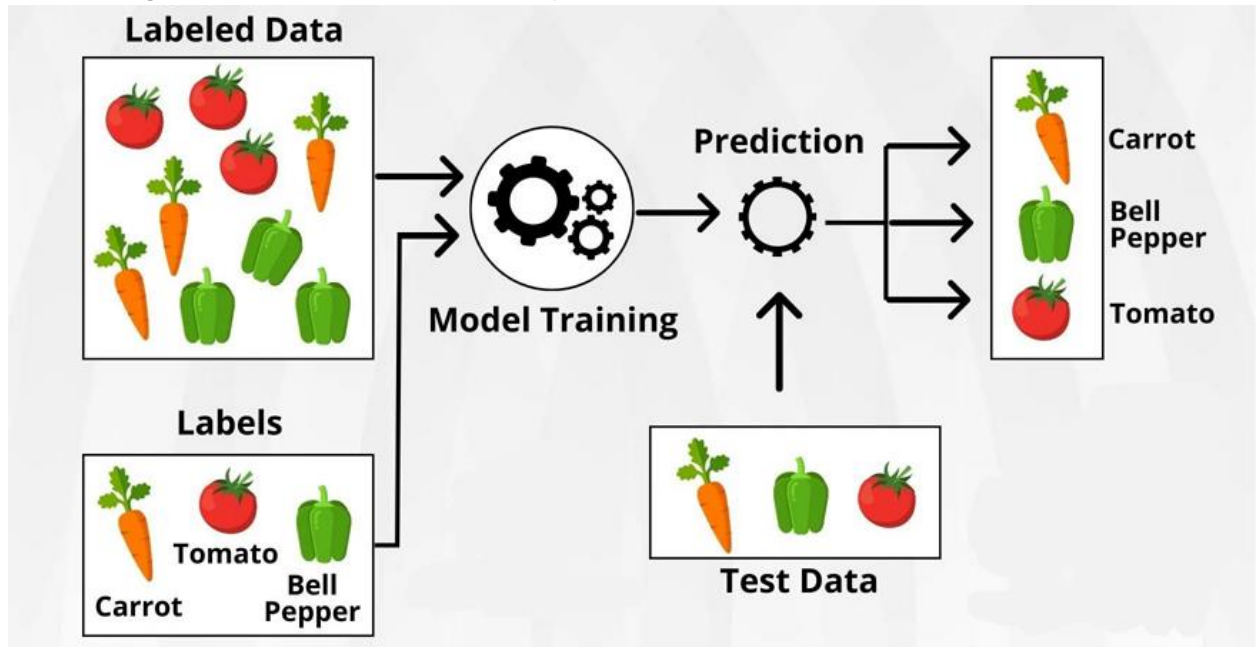 Labeled Data
Prediction
Carrot
Bell
Pepper
Tomato
Model Training
Labels
Carrot
Tomato
Bell
Pepper
Test Data